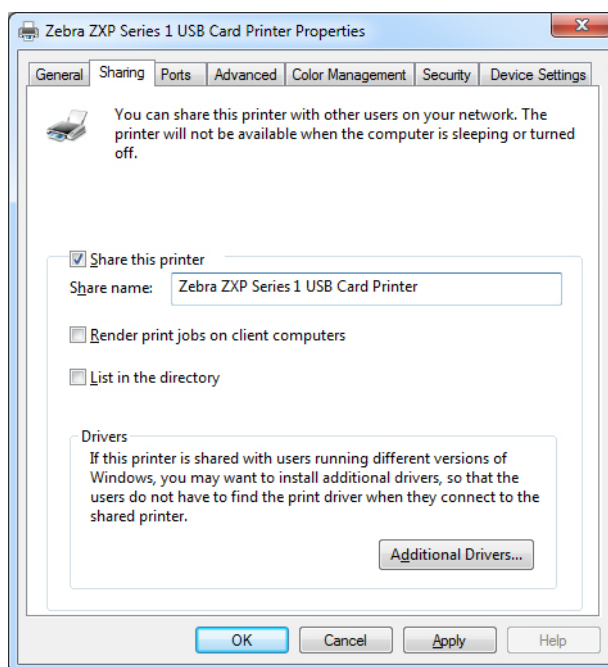 Zebra ZXP Series 1 USB Card Printer Properties
General Sharing Ports Advanced Color Management Security Device Settings
You can share this printer with other users on your network. The
printer will not be available when the computer is sleeping or turned
off.
Share this printer
Share name: Zebra ZXP Series 1 USB Card Printer
Render print jobs on client computers
List in the directory
Drivers
If this printer is shared with users running different versions of
Windows, you may want to install additional drivers, so that the
users do not have to find the print driver when they connect to the
shared printer.
Additional Drivers...
OK Cancel Apply Help